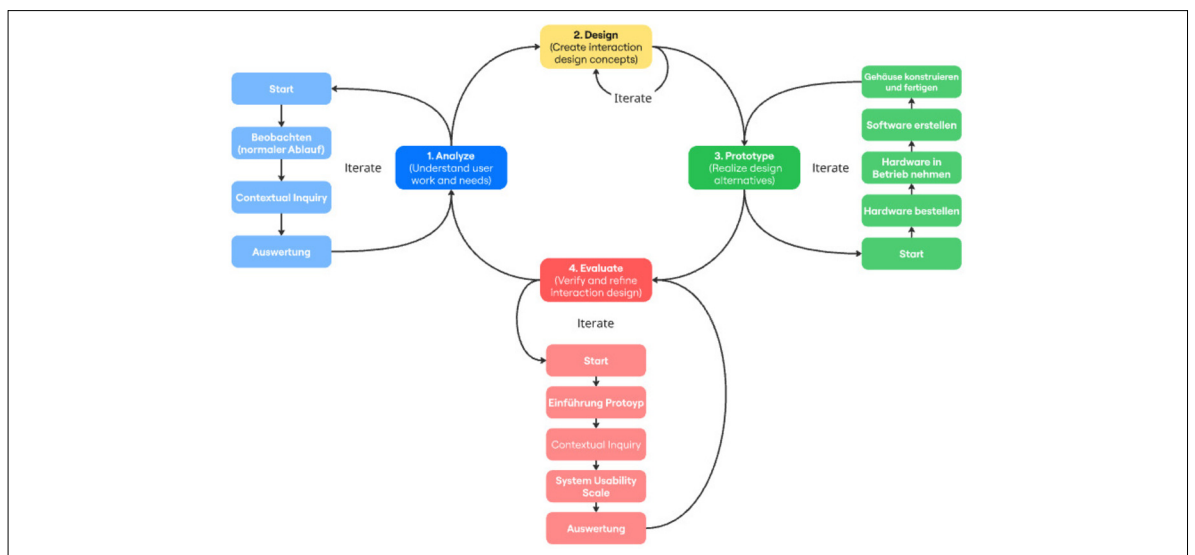 2. Design
(Create interaction
design concepts)
Iterate
Start
Beobachten
(normaler Ablauf)
Contextual Inquiry
Auswertung
Iterate
1. Analyze
(Understand user
work and needs)
3. Prototype
(Realize design
alternatives)
Iterate
Gehäuse konstruieren
und fertigen
Software erstellen
Hardware in
Betrieb nehmen
Hardware bestellen
Start
4. Evaluate
(Verify and refine
interaction design)
Iterate
Start
Einführung Protoyp
Contextual Inquiry
System Usability
Scale
Auswertung